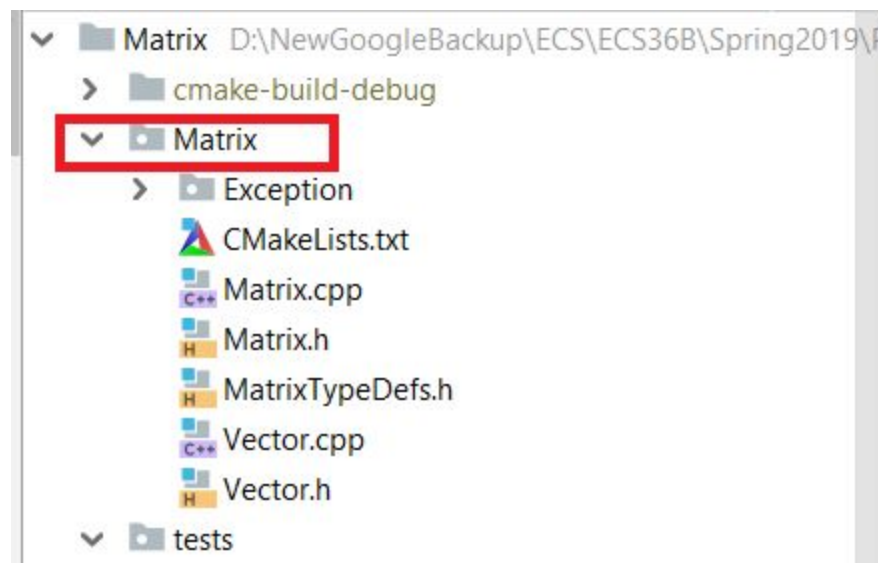 Matrix D:\NewGoogleBackup\ECS\ECS36B\Spring2019\
cmake-build-debug
Matrix
Exception
CMakeLists.txt
C++ Matrix.cpp
H Matrix.h
H MatrixTypeDefs.h
C++ Vector.cpp
H Vector.h
tests